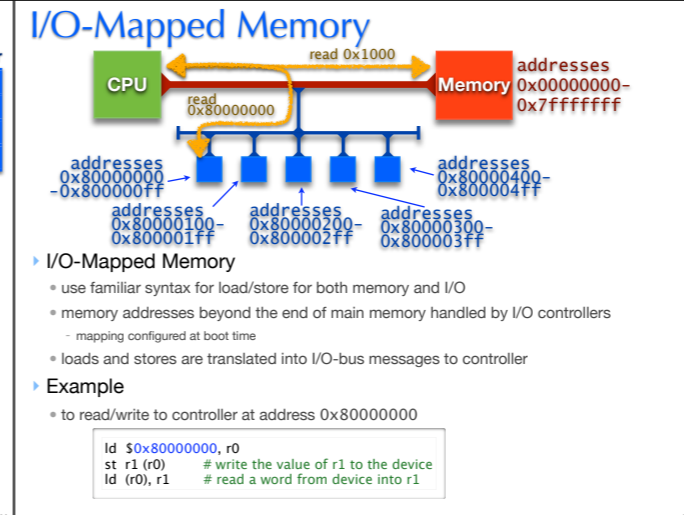 I/O-Mapped Memory
read 0x1000
CPU
Memory
addresses
0x00000000-
0x7fffffff
read
0x80000000
addresses
0x80000000
-0x800000ff
addresses
0x80000100-
0x800001ff
addresses
0x80000200-
0x800002ff
addresses
0x80000300-
0x800003ff
addresses
0x80000400-
0x800004ff
I/O-Mapped Memory
• use familiar syntax for load/store for both memory and I/O
• memory addresses beyond the end of main memory handled by I/O controllers
- mapping configured at boot time
• loads and stores are translated into I/O-bus messages to controller
Example
• to read/write to controller at address 0x80000000
ld $0x80000000, r0
st r1 (r0) # write the value of r1 to the device
ld (r0), r1 # read a word from device into r1